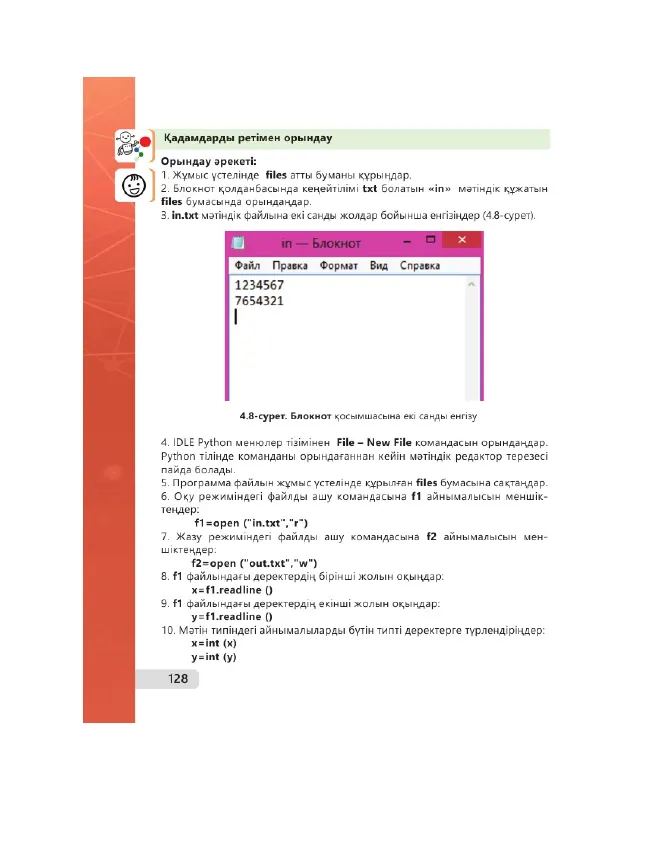 Қадамдарды ретімен орындау
Орындау әрекеті:
1. Жұмыс үстелінде files атты буманы құрыңдар.
2. Блокнот қолданбасында кеңейтілімі txt болатын «in» мәтіндік құжатын
files бумасында орындаңдар.
3. in.txt мәтіндік файлына екі санды жолдар бойынша енгізіңдер (4.8-сурет).
in — Блокнот
Файл Правка Формат Вид Справка
1234567
7654321
4.8-сурет. Блокнот қосымшасына екі санды енгізу
4. IDLE Python менюлер тізімінен File – New File командасын орындаңдар.
Python тілінде команданы орындағаннан кейін мәтіндік редактор терезесі
пайда болады.
5. Программа файлын жұмыс үстелінде құрылған files бумасына сақтаңдар.
6. Оқу режиміндегі файлды ашу командасына f1 айнымалысын меншік-
теңдер:
f1=open ("in.txt","r")
7. Жазу режиміндегі файлды ашу командасына f2 айнымалысын мен-
шіктеңдер:
f2=open ("out.txt","w")
8. f1 файлындағы деректердің бірінші жолын оқыңдар:
x=f1.readline ()
9. f1 файлындағы деректердің екінші жолын оқыңдар:
y=f1.readline ()
10. Мәтін типіндегі айнымалыларды бүтін типті деректерге түрлендіріңдер:
x=int (x)
y=int (y)
128